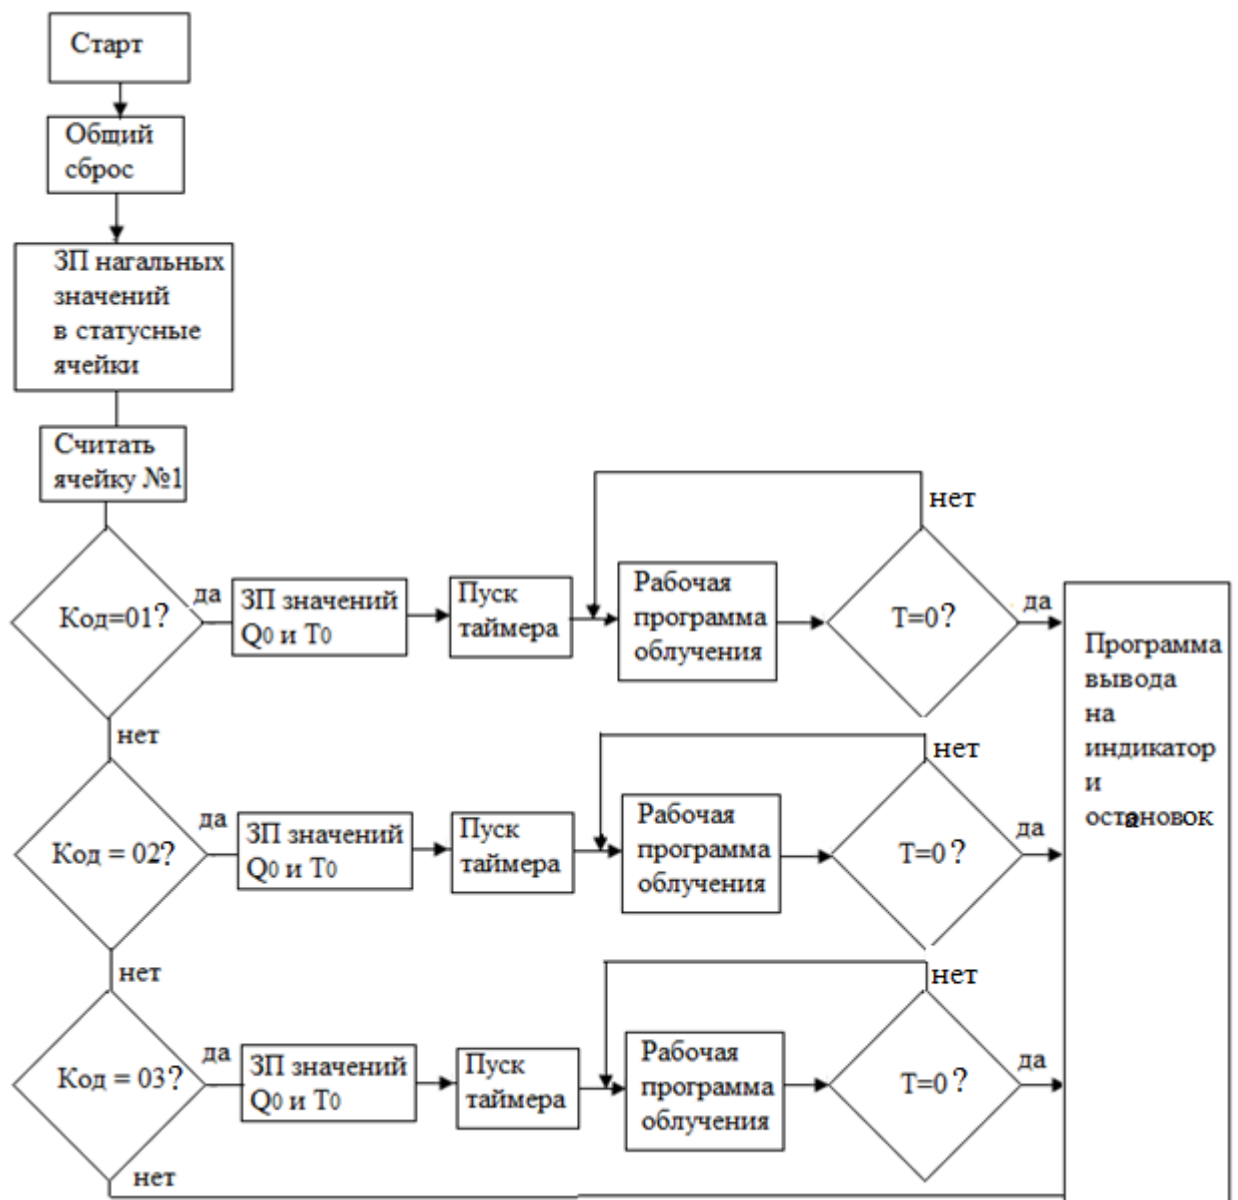 Старт
Общий
сброс
ЗП нагальных
значений
в статусные
ячейки
Считать
ячейку №1
Код=01?
да
ЗП значений
Q0 и T0
Пуск
таймера
Рабочая
программа
облучения
T=0?
нет
да
Программа
вывода
на
индикатор
и
остановок
нет
Код = 02?
да
ЗП значений
Q0 и T0
Пуск
таймера
Рабочая
программа
облучения
T=0?
нет
да
нет
Код = 03?
да
ЗП значений
Q0 и T0
Пуск
таймера
Рабочая
программа
облучения
T=0?
нет
да
нет